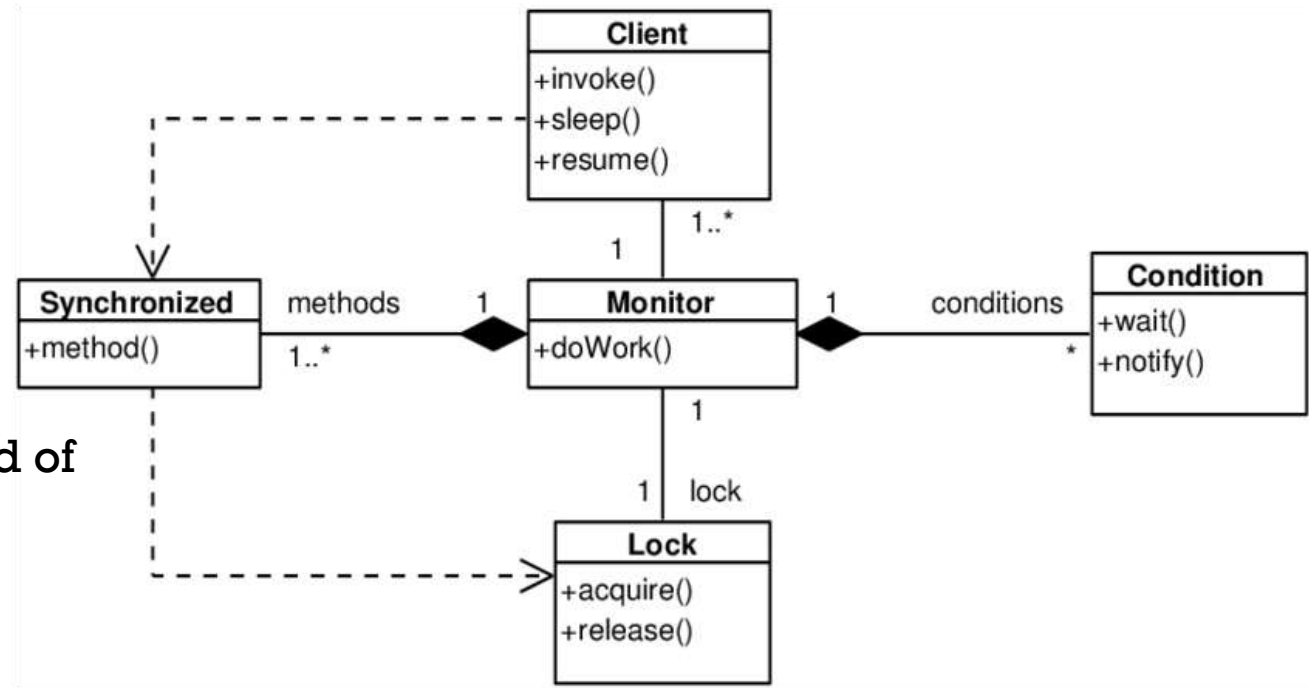 Client
+invoke()
+sleep()
+resume()
1..*
1
Synchronized
+method()
methods
1
1..*
Monitor
+doWork()
1
conditions
*
Condition
+wait()
+notify()
d of
1
1
lock
Lock
+acquire()
+release()